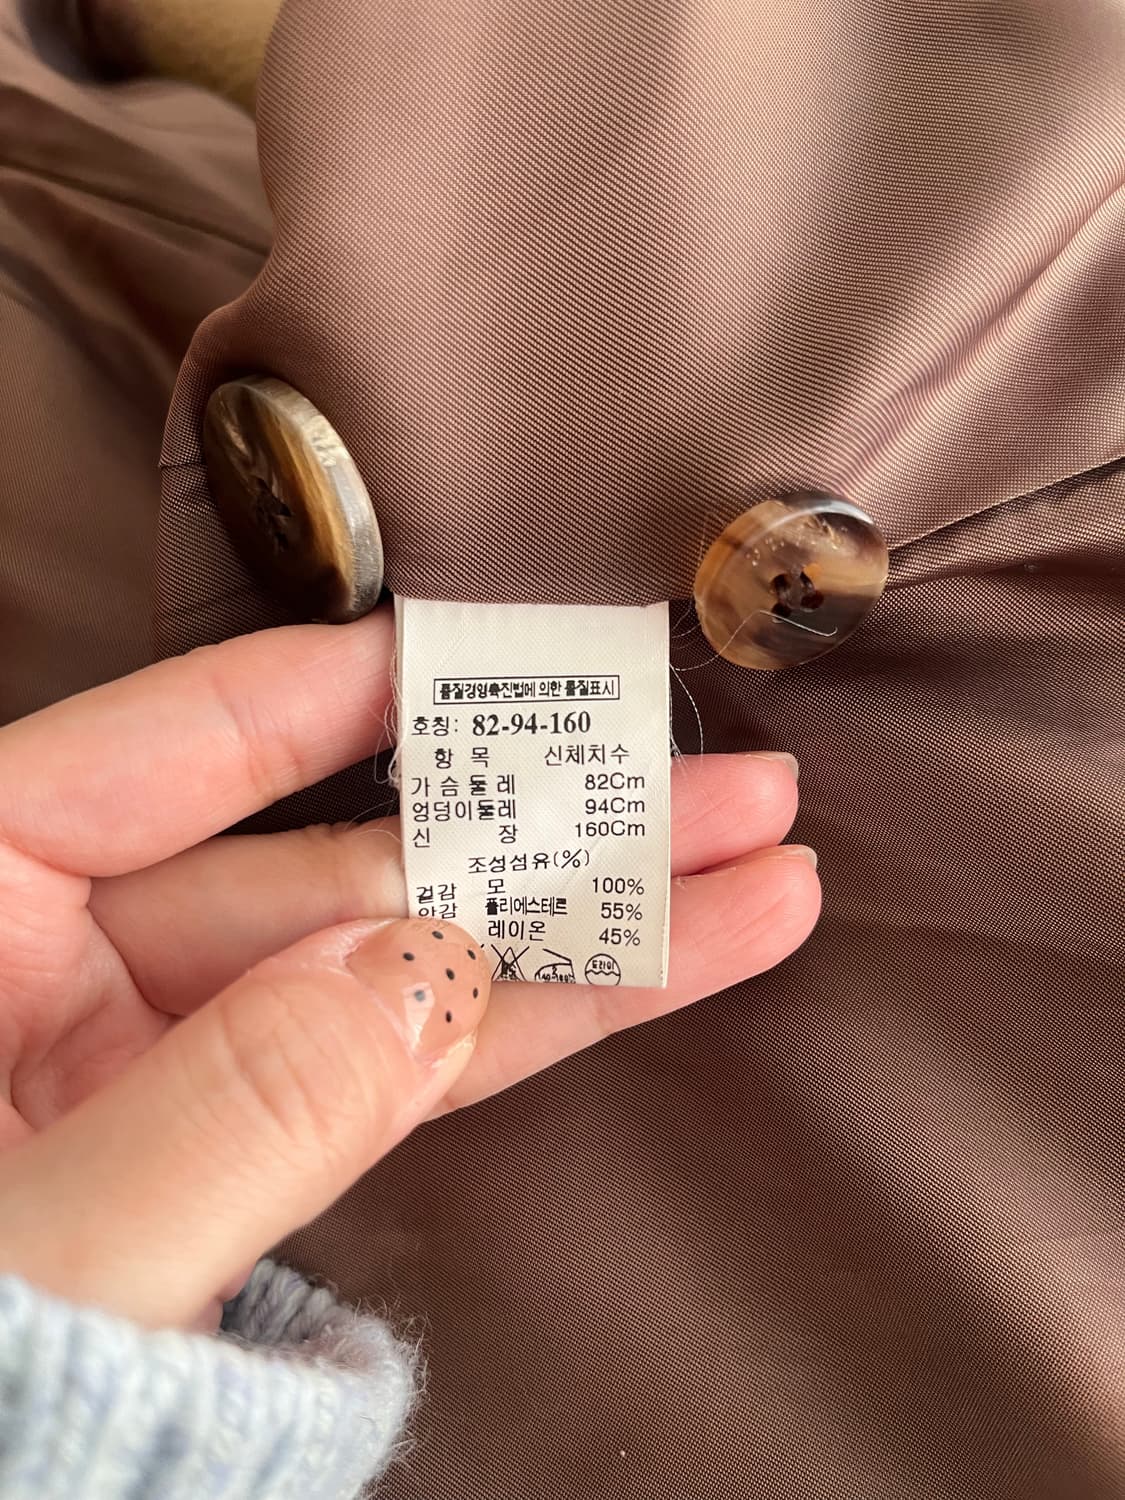 품질경영촉진법에 의한 품질표시
호칭: 82-94-160
항 목 신체치수
가슴둘레 82Cm
엉덩이둘레 94Cm
신 장 160Cm
조성섬유(%)
겉감 모 100%
안감 폴리에스테르 55%
레이온 45%
드라이